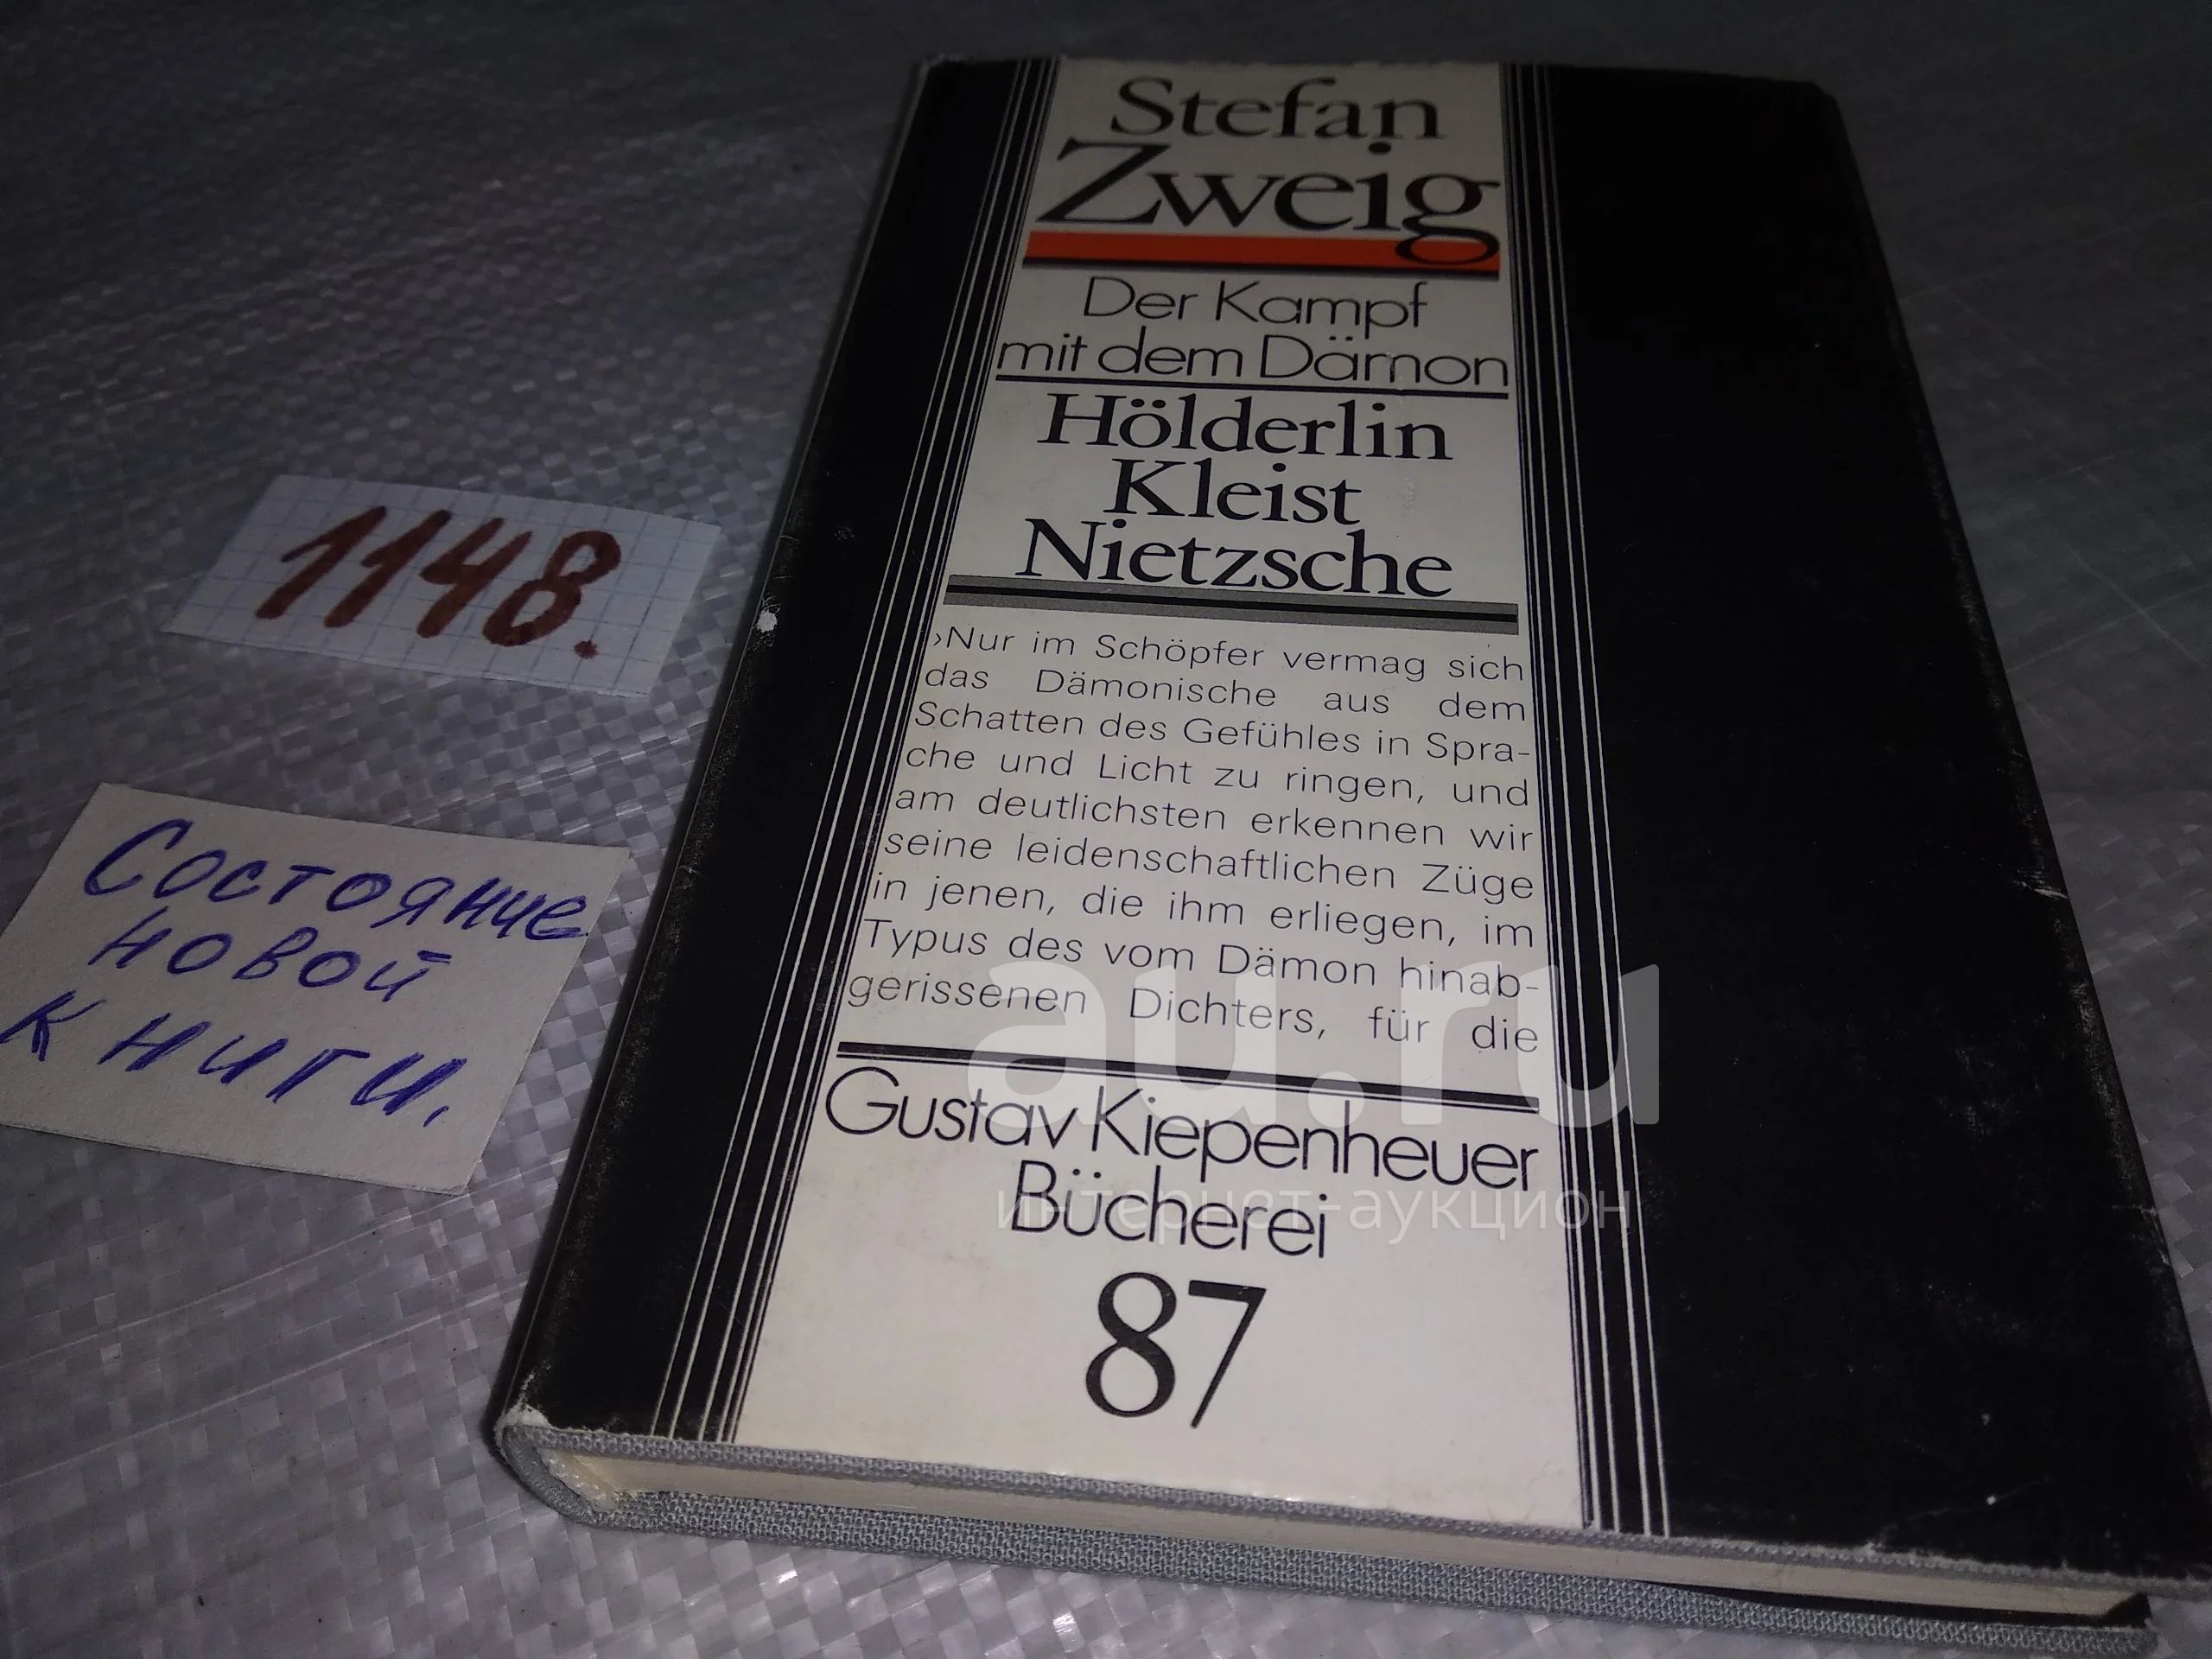 Stefan
Zweig
Der Kampf
mit dem Dämon
Hölderlin
Kleist
Nietzsche
›Nur im Schöpfer vermag sich
das Dämonische aus dem
Schatten des Gefühles in Spra-
che und Licht zu ringen, und
am deutlichsten erkennen wir
seine leidenschaftlichen Züge
in jenen, die ihm erliegen, im
Typus des vom Dämon hinab-
gerissenen Dichters, für die
Gustav Kiepenheuer
Bücherei
87
1148.
Состояние
новой
книги.
au.ru
интернет-аукцион